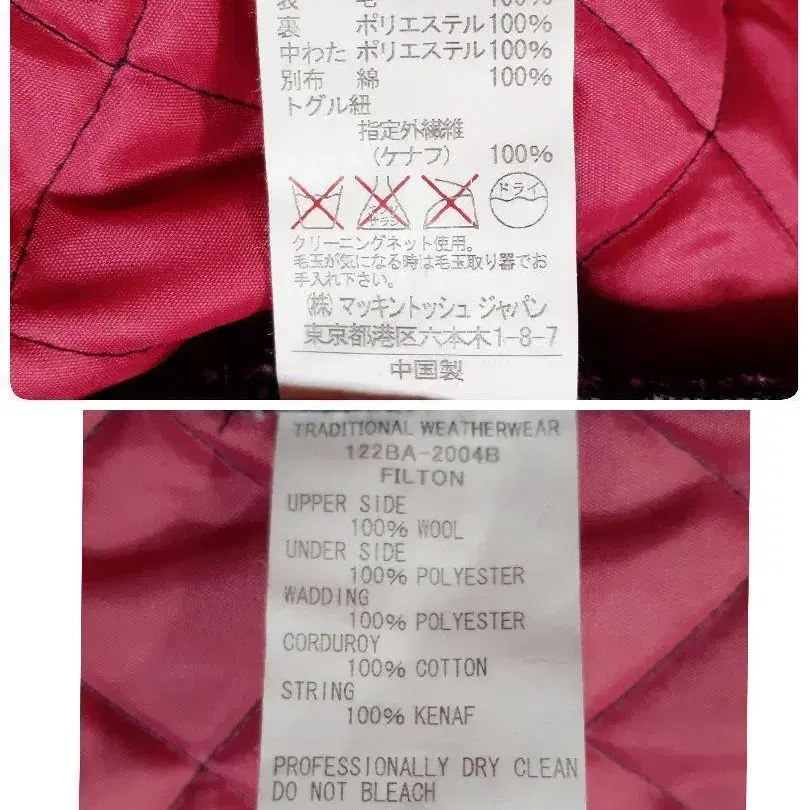 表 毛 100%
裏 ポリエステル 100%
中わた ポリエステル 100%
別布 綿 100%
トグル紐
指定外繊維
(ケナフ) 100%
ドライ
クリーニングネット使用。
毛玉が気になる時は毛玉取り器でお
手入れ下さい。
(株)マッキントッシュ ジャパン
東京都港区六本木1-8-7
中国製
TRADITIONAL WEATHERWEAR
122BA-2004B
FILTON
UPPER SIDE
100% WOOL
UNDER SIDE
100% POLYESTER
WADDING
100% POLYESTER
CORDUROY
100% COTTON
STRING
100% KENAF
PROFESSIONALLY DRY CLEAN
DO NOT BLEACH